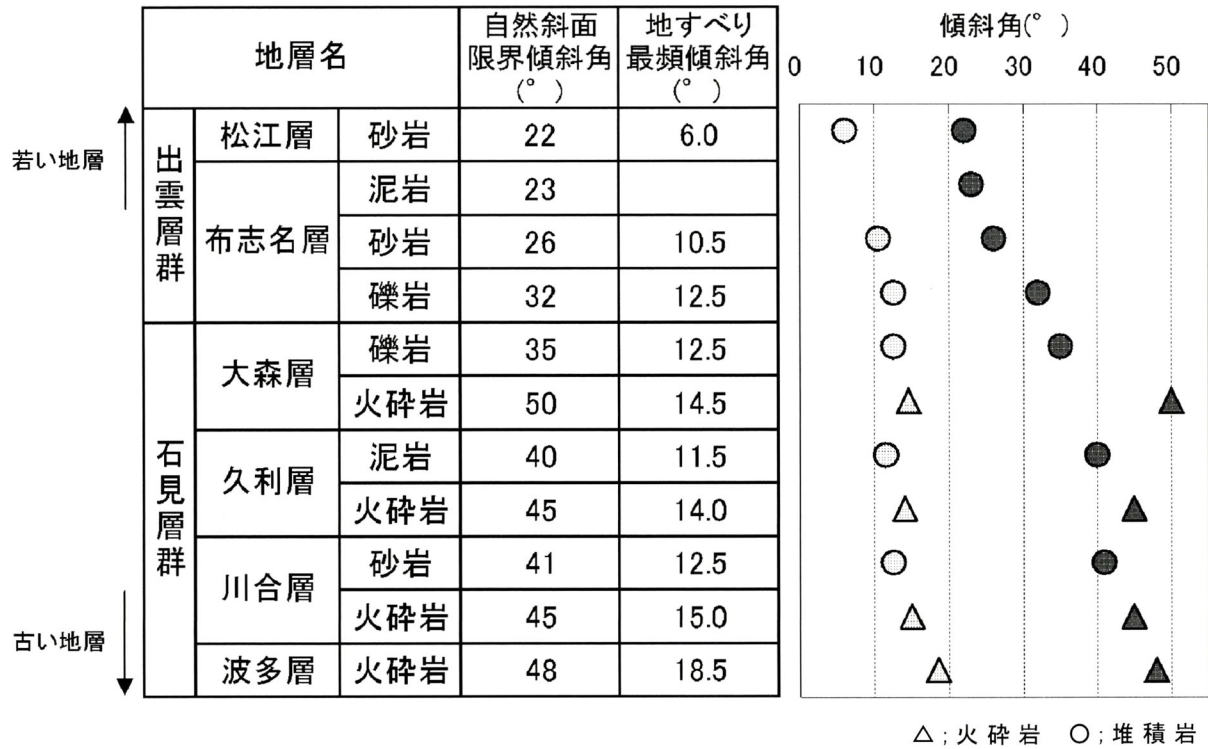 地層名 自然斜面限界傾斜角(°) 地すべり最頻傾斜角(°)
若い地層
古い地層
出雲層群 松江層 砂岩 22 6.0
布志名層 泥岩 23
砂岩 26 10.5
礫岩 32 12.5
石見層群 大森層 礫岩 35 12.5
火砕岩 50 14.5
久利層 泥岩 40 11.5
火砕岩 45 14.0
川合層 砂岩 41 12.5
火砕岩 45 15.0
波多層 火砕岩 48 18.5
傾斜角(°)
0 10 20 30 40 50
△;火砕岩 ○;堆積岩